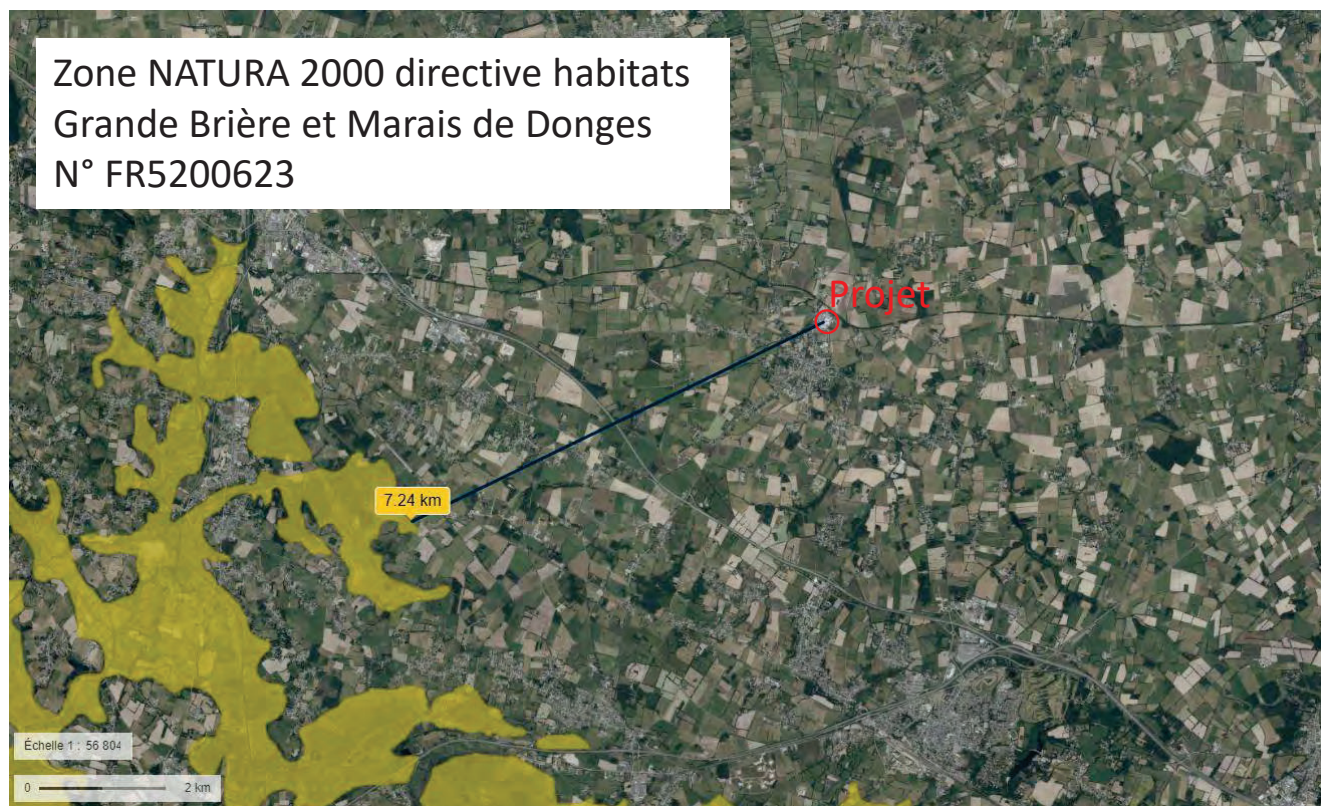 Zone NATURA 2000 directive habitats
Grande Brière et Marais de Donges
N° FR5200623
Projet
7.24 km
Échelle 1 : 56 804
0 2 km